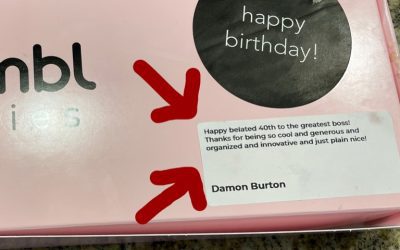 happy
birthday!
mbl
ies
Happy belated 40th to the greatest boss!
Thanks for being so cool and generous and
organized and innovative and just plain nice!
Damon Burton